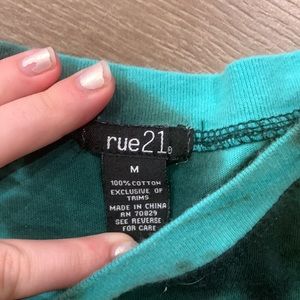 rue21®
M
100% COTTON
EXCLUSIVE OF
TRIMS
MADE IN CHINA
RN 70829
SEE REVERSE
FOR CARE